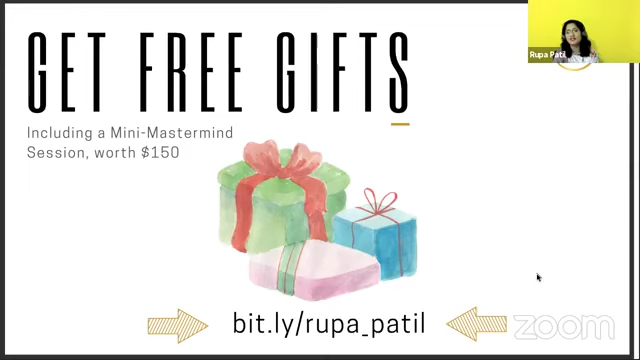 GET FREE GIFTS
Rupa Patil
Including a Mini-Mastermind
Session, worth $150
bit.ly/rupa_patil
zoom